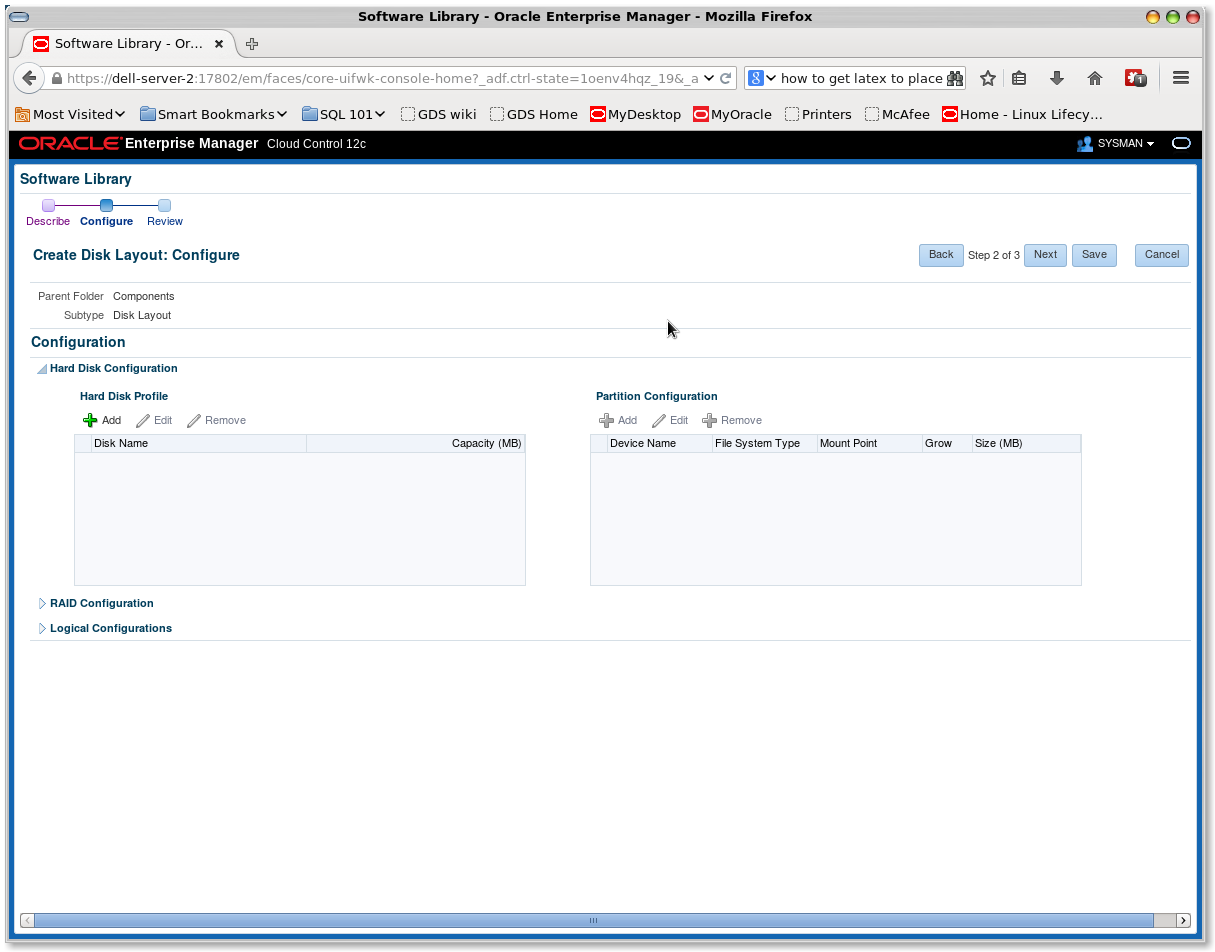 Software Library - Oracle Enterprise Manager - Mozilla Firefox
Software Library - Or...
https://dell-server-2:17802/em/faces/core-uifwk-console-home?_adf.ctrl-state=1oenv4hqz_19&_a
8 how to get latex to place
1
Most Visited Smart Bookmarks SQL 101 GDS wiki GDS Home MyDesktop MyOracle Printers McAfee Home - Linux Lifecy...
ORACLE Enterprise Manager Cloud Control 12c SYSMAN
Software Library
Describe Configure Review
Create Disk Layout: Configure Back Step 2 of 3 Next Save Cancel
Parent Folder Components
Subtype Disk Layout
Configuration
Hard Disk Configuration
Hard Disk Profile Partition Configuration
Add Edit Remove Add Edit Remove
Disk Name Capacity (MB) Device Name File System Type Mount Point Grow Size (MB)
RAID Configuration
Logical Configurations